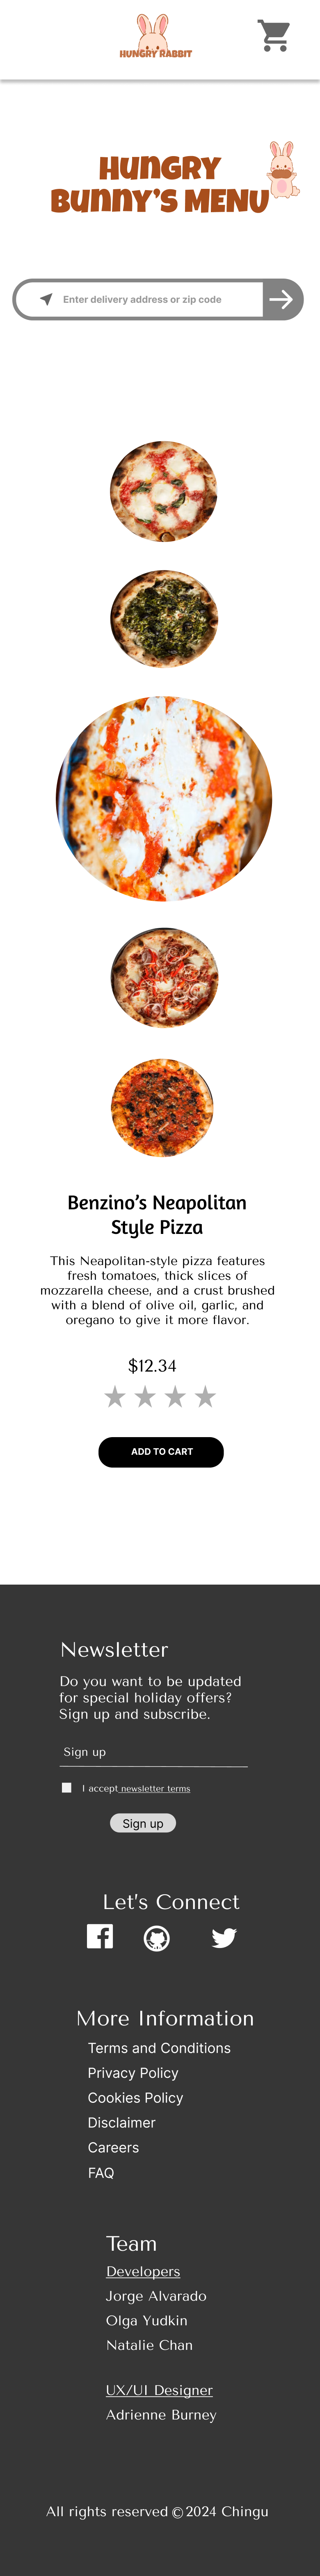 HUNGRY RABBIT
HUNGRY
BUNNY'S MENU
Enter delivery address or zip code
Benzino's Neapolitan
Style Pizza
This Neapolitan-style pizza features
fresh tomatoes, thick slices of
mozzarella cheese, and a crust brushed
with a blend of olive oil, garlic, and
oregano to give it more flavor.
$12.34
ADD TO CART
Newsletter
Do you want to be updated
for special holiday offers?
Sign up and subscribe.
Sign up
I accept newsletter terms
Sign up
Let's Connect
More Information
Terms and Conditions
Privacy Policy
Cookies Policy
Disclaimer
Careers
FAQ
Team
Developers
Jorge Alvarado
Olga Yudkin
Natalie Chan
UX/UI Designer
Adrienne Burney
All rights reserved ©2024 Chingu